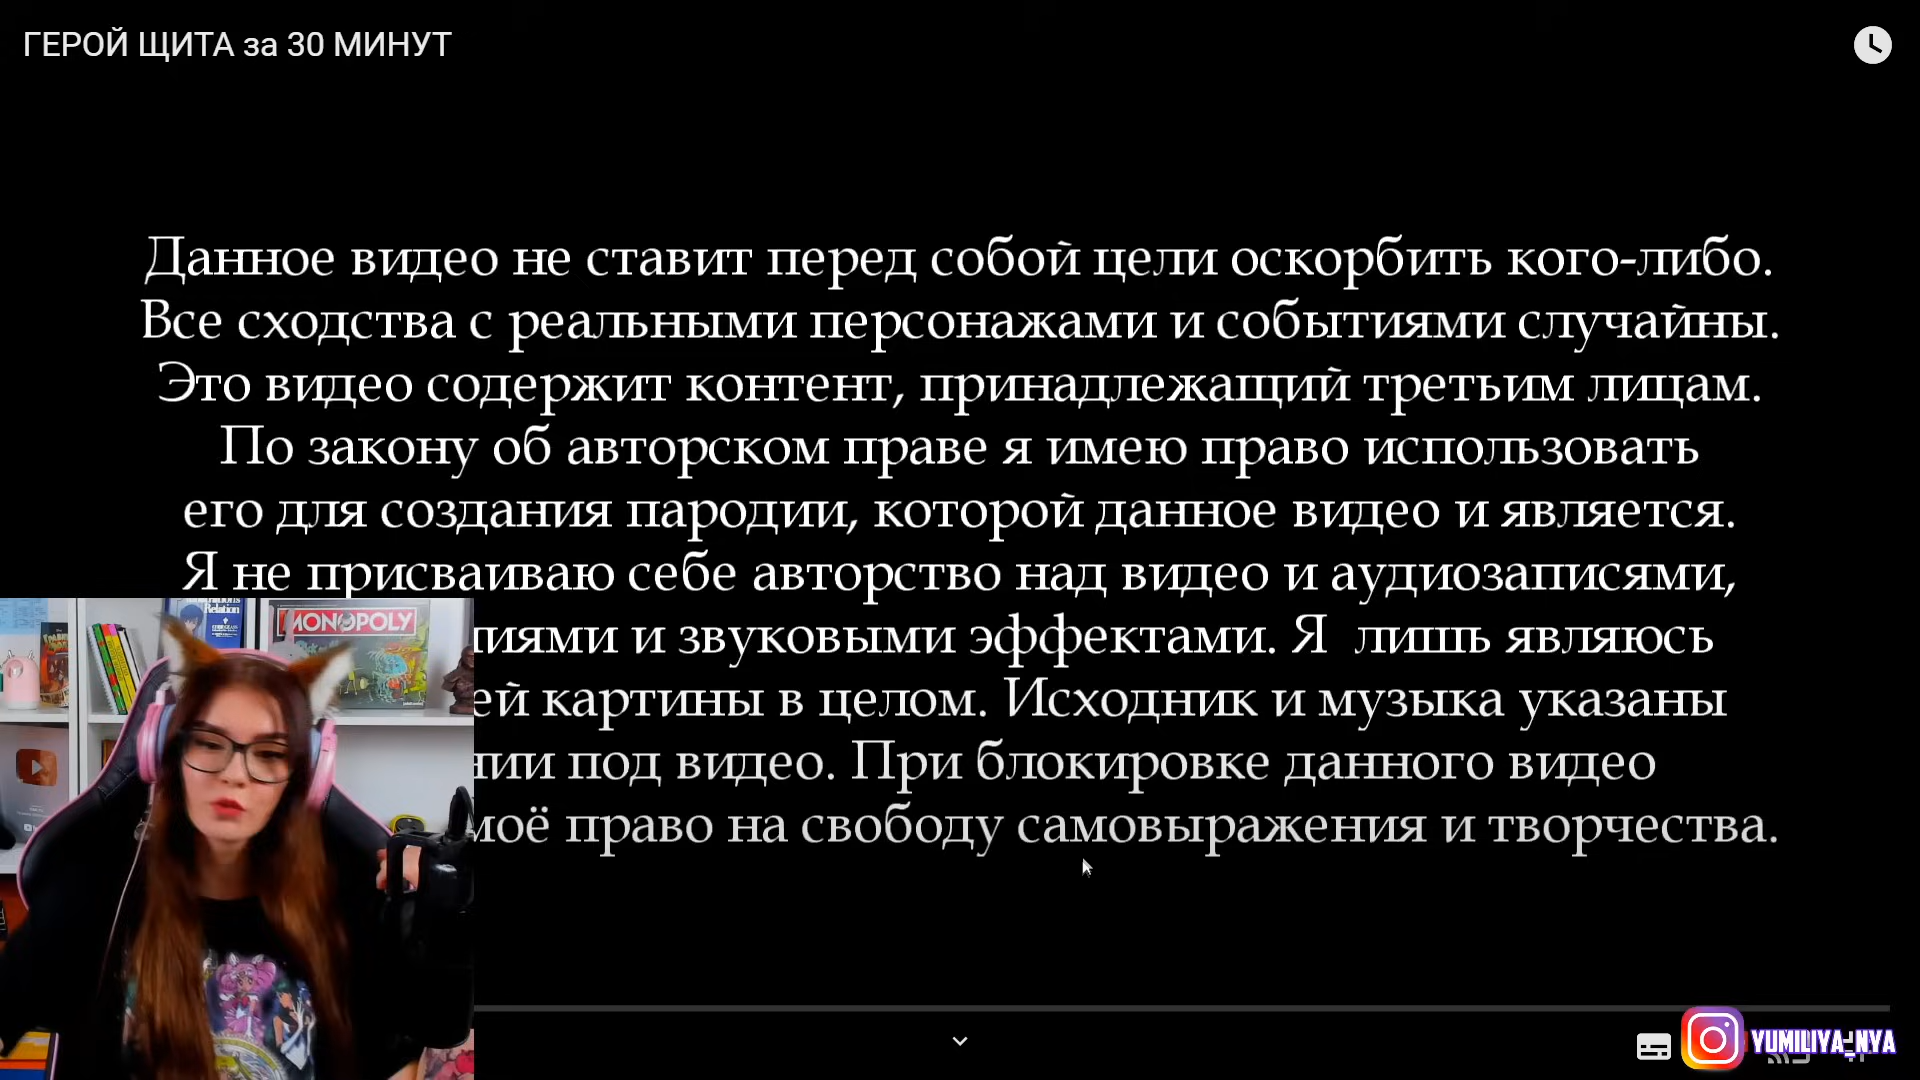 ГЕРОЙ ЩИТА за 30 МИНУТ
Данное видео не ставит перед собой цели оскорбить кого-либо.
Все сходства с реальными персонажами и событиями случайны.
Это видео содержит контент, принадлежащий третьим лицам.
По закону об авторском праве я имею право использовать
его для создания пародии, которой данное видео и является.
Я не присваиваю себе авторство над видео и аудиозаписями,
и звуковыми эффектами. Я лишь являюсь
картины в целом. Исходник и музыка указаны
под видео. При блокировке данного видео
моё право на свободу самовыражения и творчества.
Relation
MONOPOLY
YUMILIYA_NYA